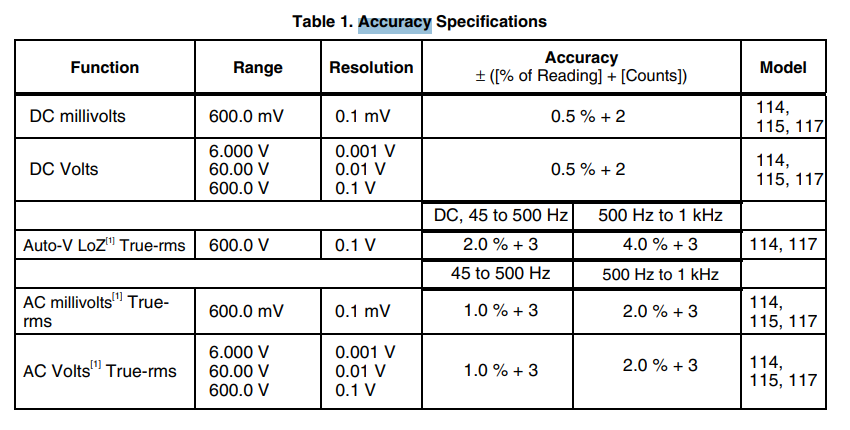 Table 1. Accuracy Specifications
Function Range Resolution Accuracy Model
± ([% of Reading] + [Counts])
DC millivolts 600.0 mV 0.1 mV 0.5 % + 2 114,
115, 117
DC Volts 6.000 V 0.001 V 0.5 % + 2 114,
60.00 V 0.01 V 115, 117
600.0 V 0.1 V
DC, 45 to 500 Hz 500 Hz to 1 kHz
Auto-V LoZ[1] True-rms 600.0 V 0.1 V 2.0 % + 3 4.0 % + 3 114, 117
45 to 500 Hz 500 Hz to 1 kHz
AC millivolts[1] True- 600.0 mV 0.1 mV 1.0 % + 3 2.0 % + 3 114,
rms 115, 117
AC Volts[1] True-rms 6.000 V 0.001 V 1.0 % + 3 2.0 % + 3 114,
60.00 V 0.01 V 115, 117
600.0 V 0.1 V